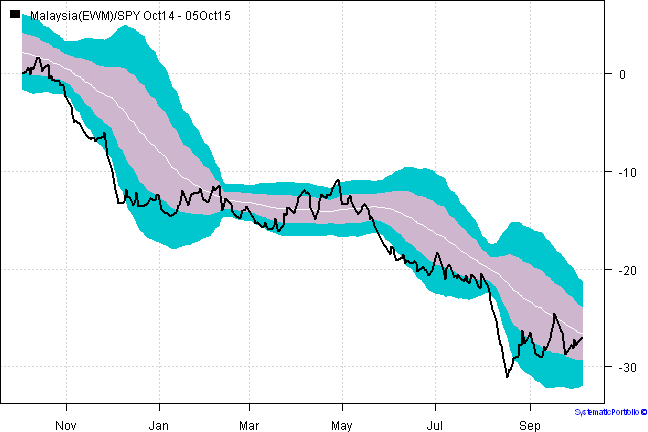 Malaysia(EWM)/SPY Oct14 - 05Oct15
0
-10
-20
-30
Nov Jan Mar May Jul Sep
SystematicPortfolio ©